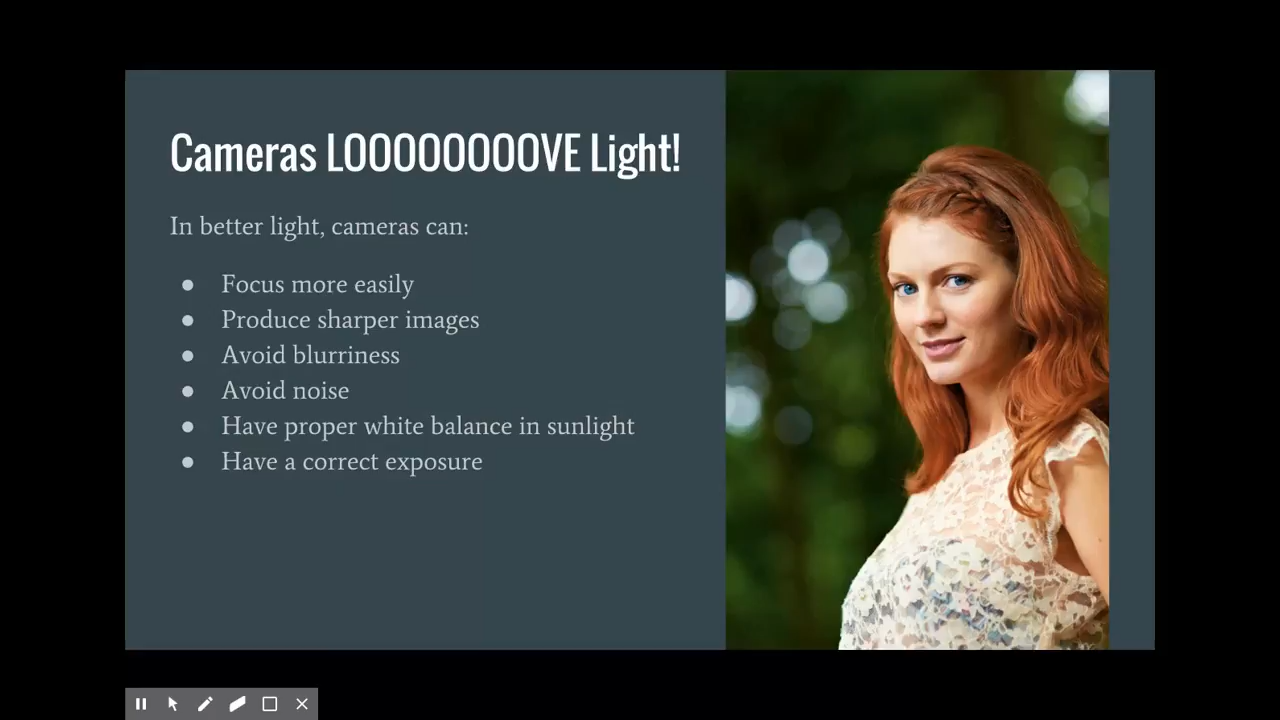 Cameras LOOOOOOOOVE Light!
In better light, cameras can:
● Focus more easily
● Produce sharper images
● Avoid blurriness
● Avoid noise
● Have proper white balance in sunlight
● Have a correct exposure